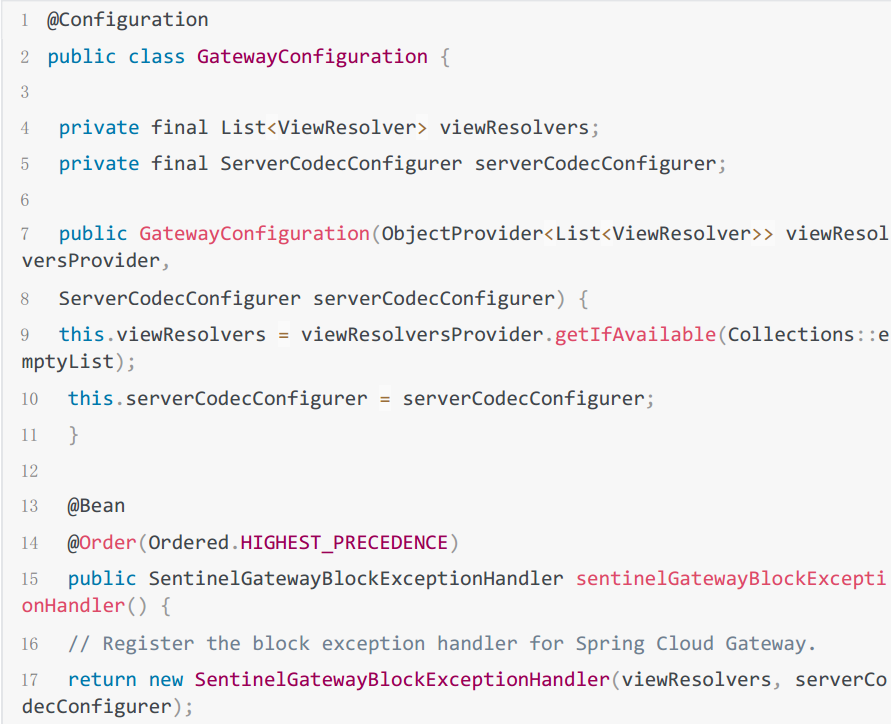 1 @Configuration
2 public class GatewayConfiguration {
3
4 private final List<ViewResolver> viewResolvers;
5 private final ServerCodecConfigurer serverCodecConfigurer;
6
7 public GatewayConfiguration(ObjectProvider<List<ViewResolver>> viewResol
versProvider,
8 ServerCodecConfigurer serverCodecConfigurer) {
9 this.viewResolvers = viewResolversProvider.getIfAvailable(Collections::e
mptyList);
10 this.serverCodecConfigurer = serverCodecConfigurer;
11 }
12
13 @Bean
14 @Order(Ordered.HIGHEST_PRECEDENCE)
15 public SentinelGatewayBlockExceptionHandler sentinelGatewayBlockExcepti
onHandler() {
16 // Register the block exception handler for Spring Cloud Gateway.
17 return new SentinelGatewayBlockExceptionHandler(viewResolvers, serverCo
decConfigurer);